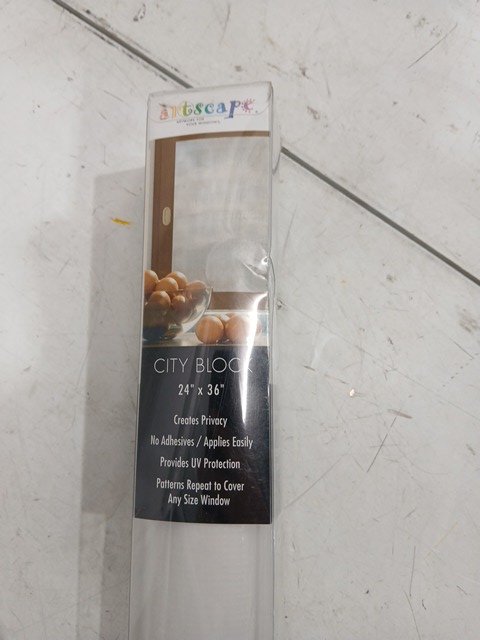 artscape
CITY BLOCK
24" x 36"
Creates Privacy
No Adhesives / Applies Easily
Provides UV Protection
Patterns Repeat to Cover
Any Size Window